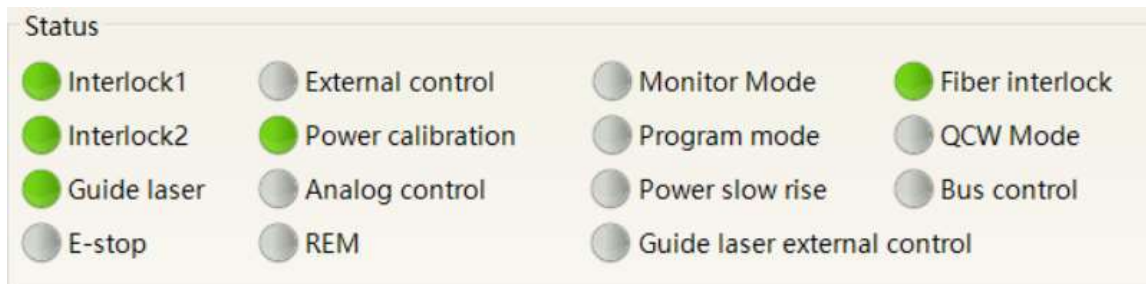 Status
Interlock1 External control Monitor Mode Fiber interlock
Interlock2 Power calibration Program mode QCW Mode
Guide laser Analog control Power slow rise Bus control
E-stop REM Guide laser external control